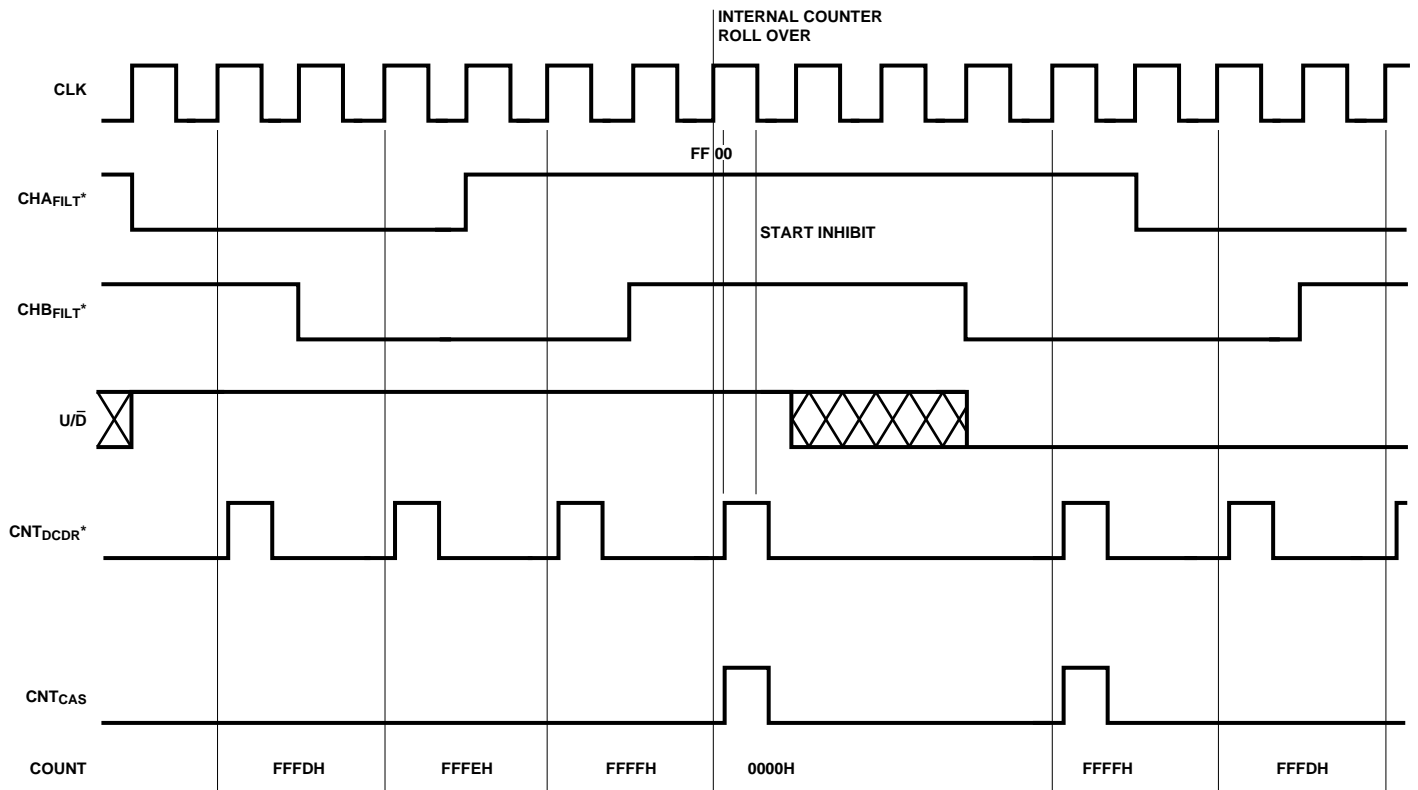 INTERNAL COUNTER
ROLL OVER
CLK
FF 00
CHAFILT*
START INHIBIT
CHBFILT*
U/D̄
CNTDCDR*
CNTCAS
COUNT FFFDH FFFEH FFFFH 0000H FFFFH FFFDH